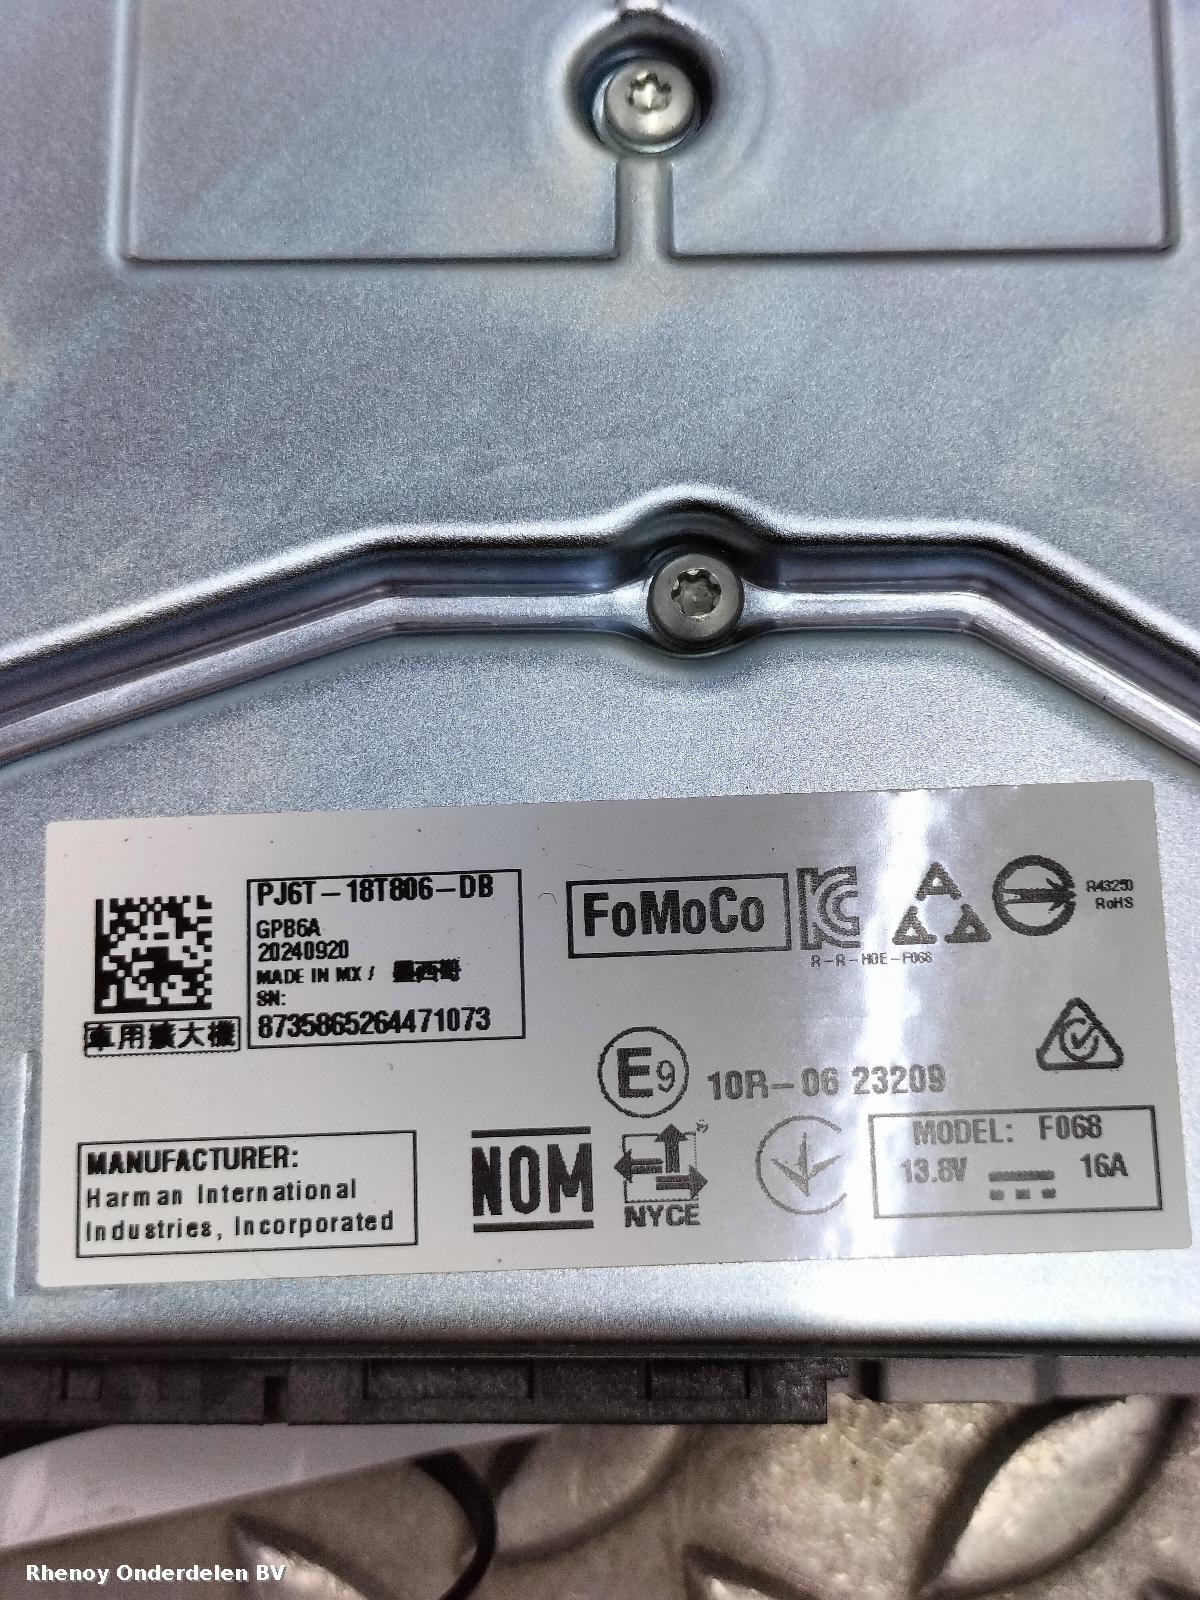 PJ6T-18T806-DB
GPB6A
20240920
MADE IN MX / 墨西哥
SN:
8735865264471073
車用擴大機
FoMoCo
R-R-HOE-F068
R43250
RoHS
E9
10R-06 23209
MANUFACTURER:
Harman International
Industries, Incorporated
NOM
NYCE
MODEL: F068
13.8V 16A
Rhenoy Onderdelen BV